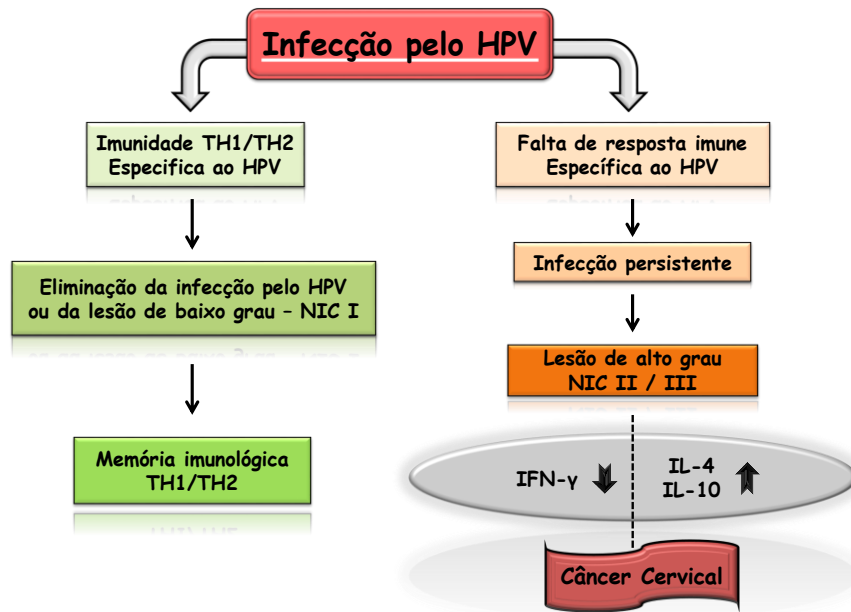 Infecção pelo HPV
Imunidade TH1/TH2
Especifica ao HPV
Eliminação da infecção pelo HPV
ou da lesão de baixo grau – NIC I
Memória imunológica
TH1/TH2
Falta de resposta imune
Específica ao HPV
Infecção persistente
Lesão de alto grau
NIC II / III
IFN-γ
IL-4
IL-10
Câncer Cervical